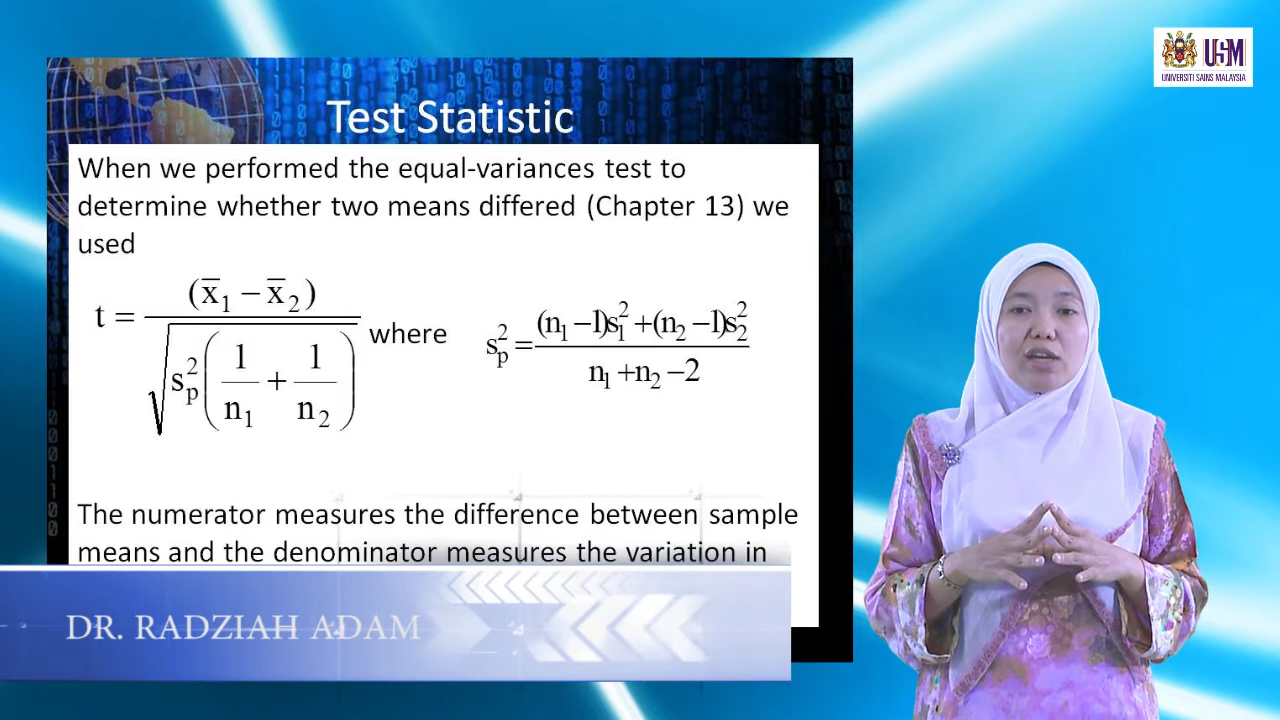 USM
UNIVERSITI SAINS MALAYSIA
Test Statistic
When we performed the equal-variances test to
determine whether two means differed (Chapter 13) we
used
t = (x̄₁ − x̄₂) / √(s²ₚ(1/n₁ + 1/n₂)) where s²ₚ = ((n₁ −1)s₁² +(n₂ −1)s₂²) / (n₁ +n₂ −2)
The numerator measures the difference between sample
means and the denominator measures the variation in
DR. RADZIAH ADAM